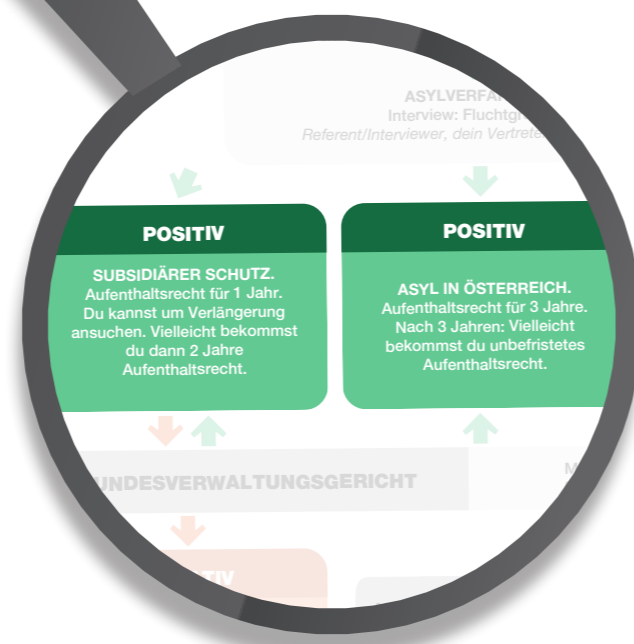 ASYLVERFA
Interview: Fluchtgr
Referent/Interviewer, dein Vertrete
POSITIV
SUBSIDIÄRER SCHUTZ.
Aufenthaltsrecht für 1 Jahr.
Du kannst um Verlängerung
ansuchen. Vielleicht bekommst
du dann 2 Jahre
Aufenthaltsrecht.
POSITIV
ASYL IN ÖSTERREICH.
Aufenthaltsrecht für 3 Jahre.
Nach 3 Jahren: Vielleicht
bekommst du unbefristetes
Aufenthaltsrecht.
UNDESVERWALTUNGSGERICHT
M
TIV